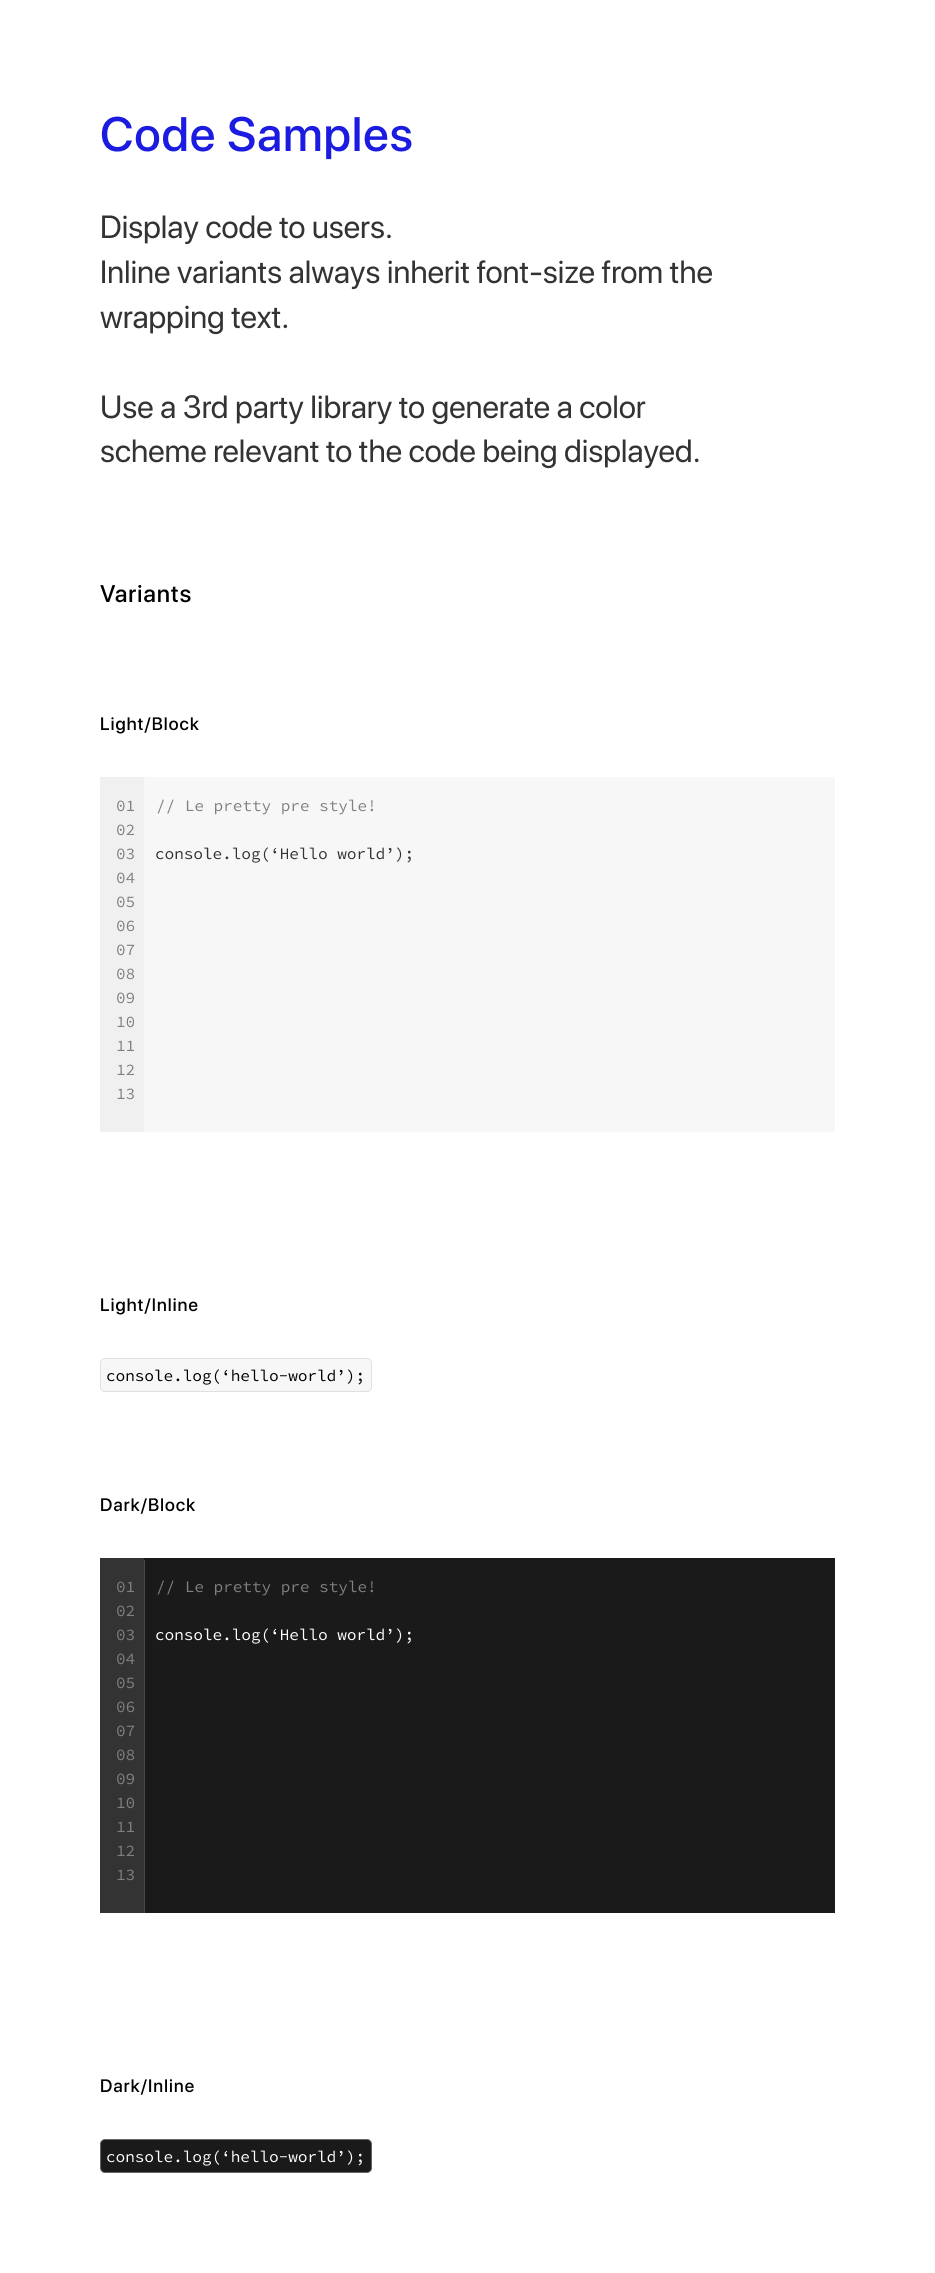 Code Samples
Display code to users.
Inline variants always inherit font-size from the
wrapping text.
Use a 3rd party library to generate a color
scheme relevant to the code being displayed.
Variants
Light/Block
01 // Le pretty pre style!
02
03 console.log(‘Hello world’);
04
05
06
07
08
09
10
11
12
13
Light/Inline
console.log(‘hello-world’);
Dark/Block
01 // Le pretty pre style!
02
03 console.log(‘Hello world’);
04
05
06
07
08
09
10
11
12
13
Dark/Inline
console.log(‘hello-world’);